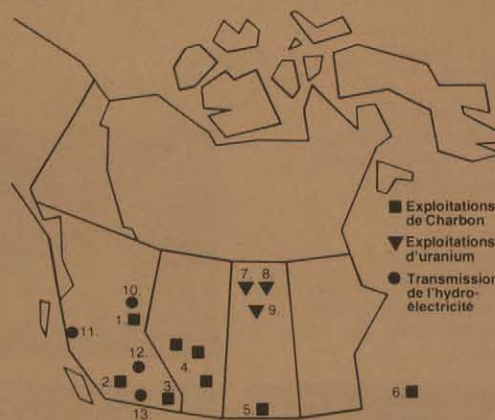 Exploitations
de Charbon
Exploitations
d'uranium
Transmission
de l'hydro-
électricité
7. 8.
9.
10.
1.
11.
12.
4.
2.
3.
13
5.
6.